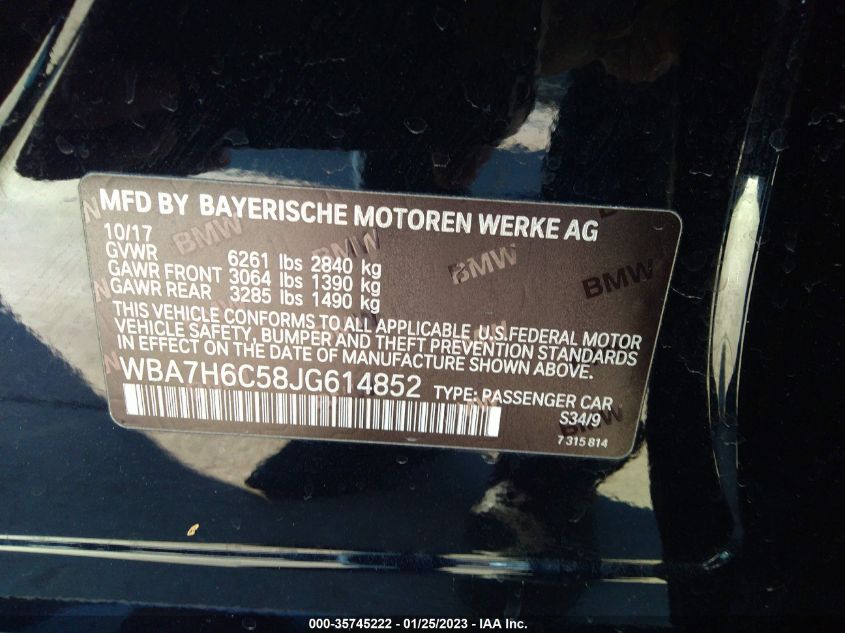 MFD BY BAYERISCHE MOTOREN WERKE AG
10/17
GVWR 6261 lbs 2840 kg
GAWR FRONT 3064 lbs 1390 kg
GAWR REAR 3285 lbs 1490 kg
THIS VEHICLE CONFORMS TO ALL APPLICABLE U.S.FEDERAL MOTOR
VEHICLE SAFETY, BUMPER AND THEFT PREVENTION STANDARDS
IN EFFECT ON THE DATE OF MANUFACTURE SHOWN ABOVE.
WBA7H6C58JG614852 TYPE: PASSENGER CAR
S34/9
7 315 814
BMW
BMW
BMW
BMW
BMW
BMW
BMW
000-35745222 - 01/25/2023 - IAA Inc.